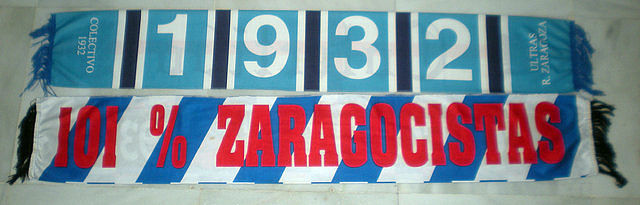 COLECTIVO
1932
1932
ULTRAS
R. ZARAGOZA
101 % ZARAGOCISTAS